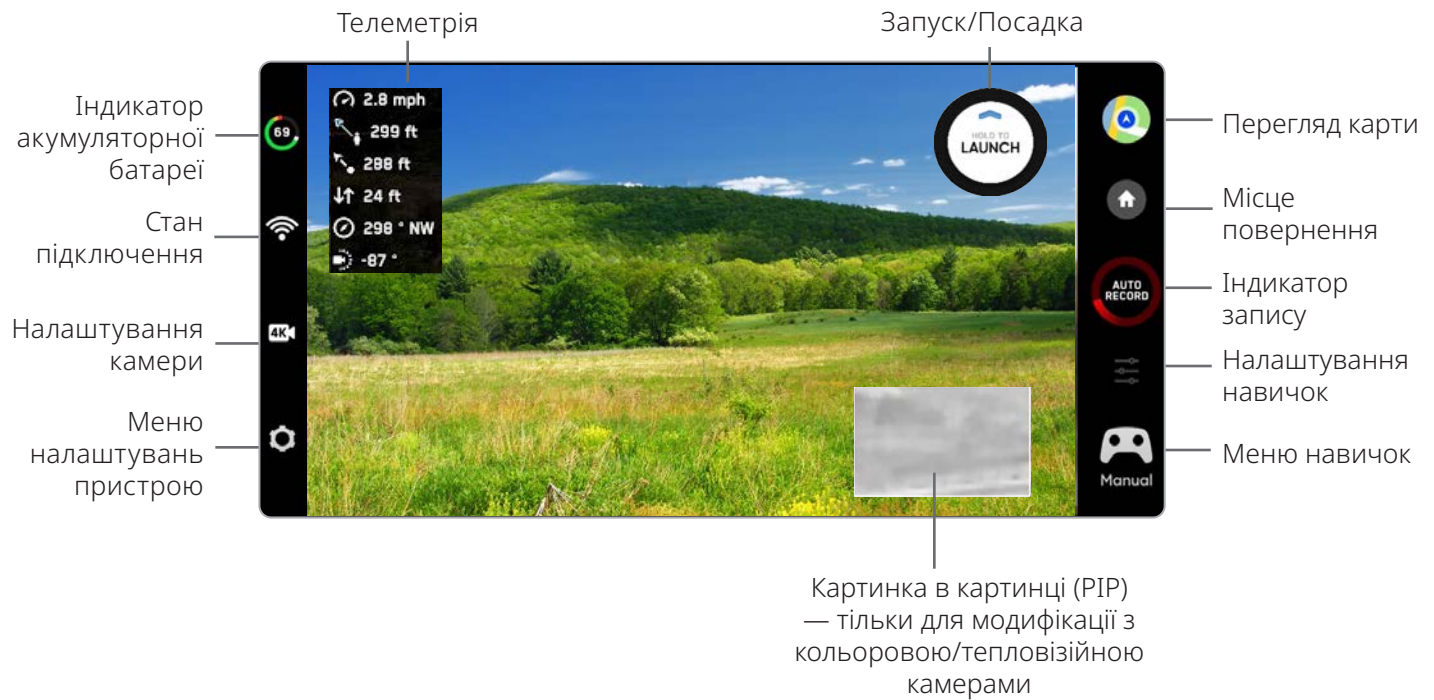 Телеметрія
Запуск/Посадка
Індикатор
акумуляторної
батареї
Стан
підключення
Налаштування
камери
Меню
налаштувань
пристрою
69
4K
2.8 mph
299 ft
288 ft
24 ft
298 ° NW
-87 °
HOLD TO
LAUNCH
AUTO
RECORD
Manual
Перегляд карти
Місце
повернення
Індикатор
запису
Налаштування
навичок
Меню навичок
Картинка в картинці (PIP)
— тільки для модифікації з
кольоровою/тепловізійною
камерами